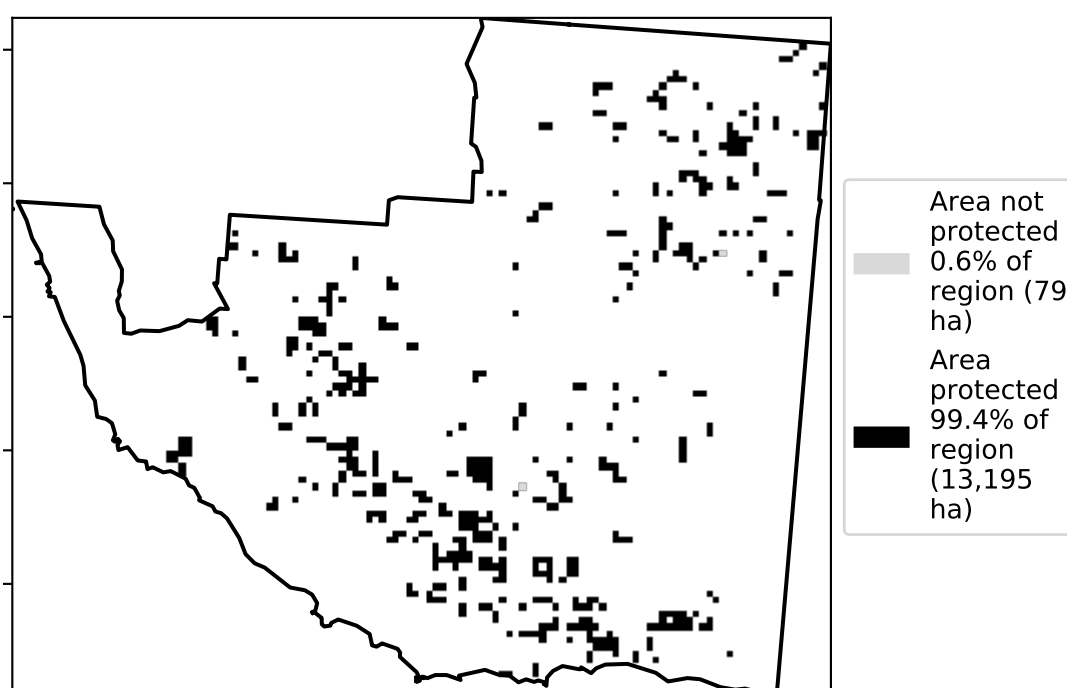 Area not
protected
0.6% of
region (79
ha)
Area
protected
99.4% of
region
(13,195
ha)